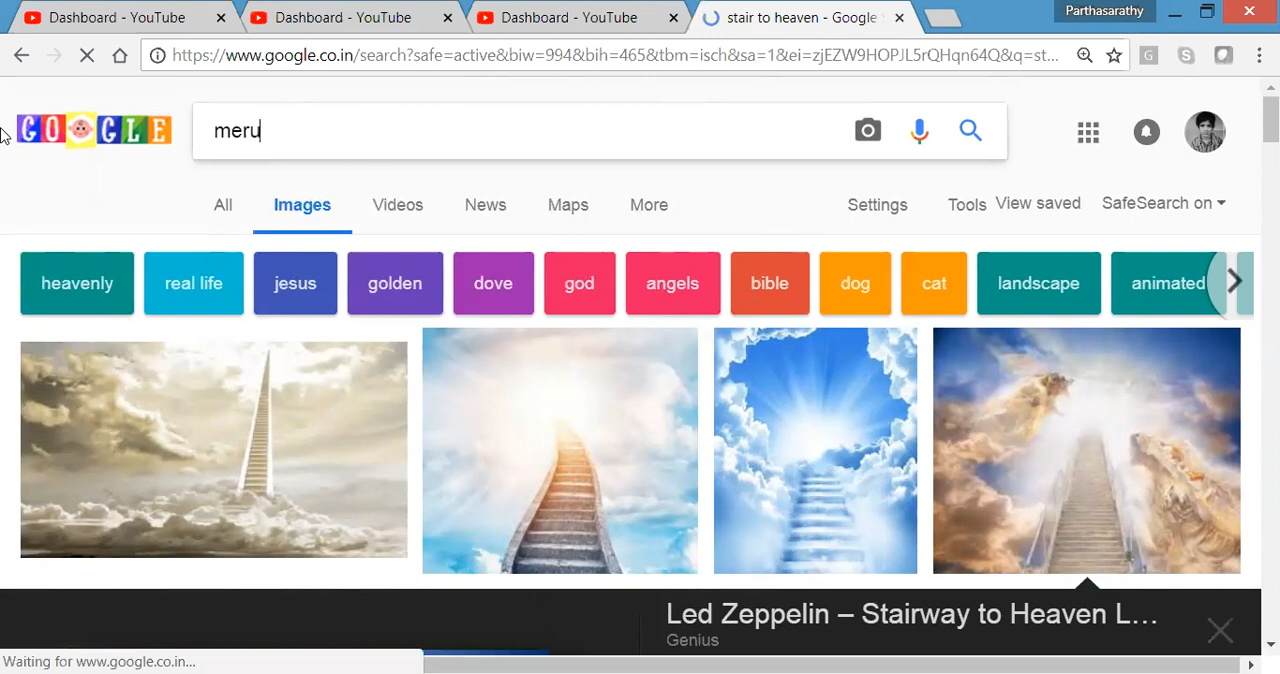 Dashboard - YouTube
Dashboard - YouTube
Dashboard - YouTube
stair to heaven - Google
Parthasarathy
https://www.google.co.in/search?safe=active&biw=994&bih=465&tbm=isch&sa=1&ei=zjEZW9HOPJL5rQHqn64Q&q=st...
G
S
GOOGLE
meru
All
Images
Videos
News
Maps
More
Settings
Tools
View saved
SafeSearch on
heavenly
real life
jesus
golden
dove
god
angels
bible
dog
cat
landscape
animated
Led Zeppelin – Stairway to Heaven L...
Genius
Waiting for www.google.co.in...